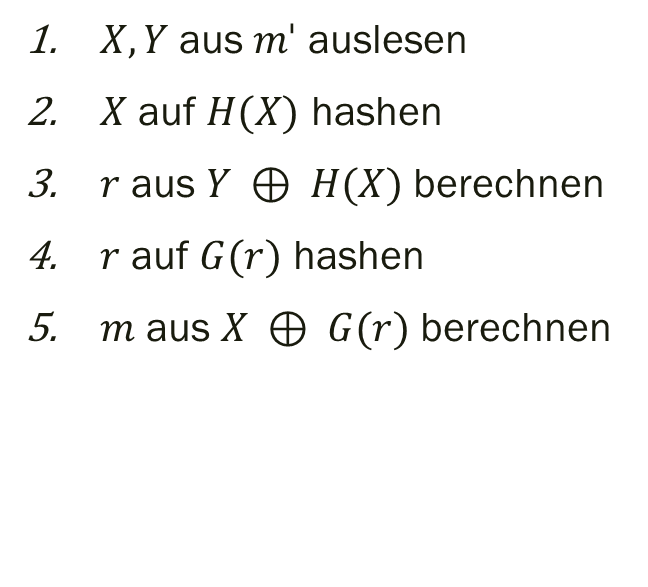 1. X, Y aus m' auslesen
2. X auf H(X) hashen
3. r aus Y ⊕ H(X) berechnen
4. r auf G(r) hashen
5. m aus X ⊕ G(r) berechnen